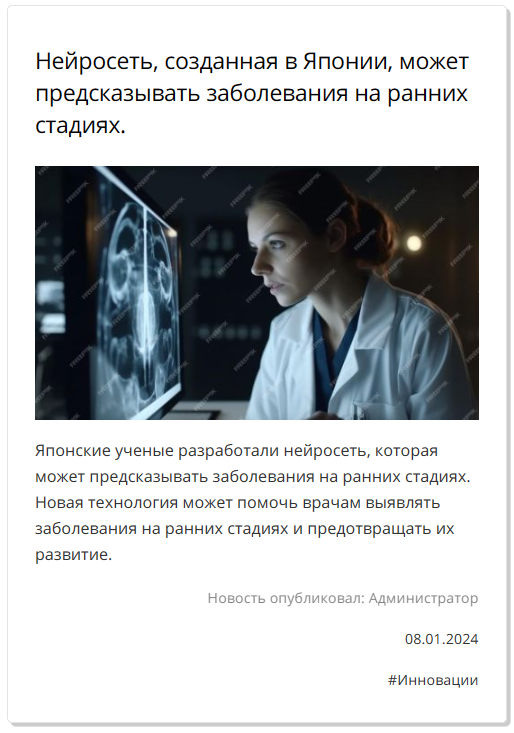 Нейросеть, созданная в Японии, может
предсказывать заболевания на ранних
стадиях.
Японские ученые разработали нейросеть, которая
может предсказывать заболевания на ранних стадиях.
Новая технология может помочь врачам выявлять
заболевания на ранних стадиях и предотвращать их
развитие.
Новость опубликовал: Администратор
08.01.2024
#Инновации